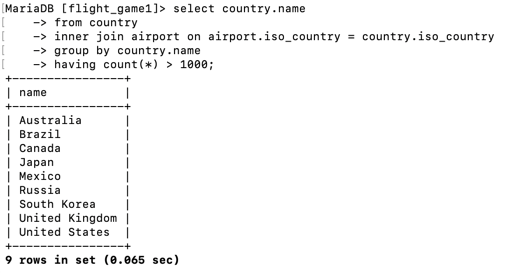 [MariaDB [flight_game1]> select country.name
[    -> from country
[    -> inner join airport on airport.iso_country = country.iso_country
[    -> group by country.name
[    -> having count(*) > 1000;
+----------------+
| name           |
+----------------+
| Australia      |
| Brazil         |
| Canada         |
| Japan          |
| Mexico         |
| Russia         |
| South Korea    |
| United Kingdom |
| United States  |
+----------------+
9 rows in set (0.065 sec)